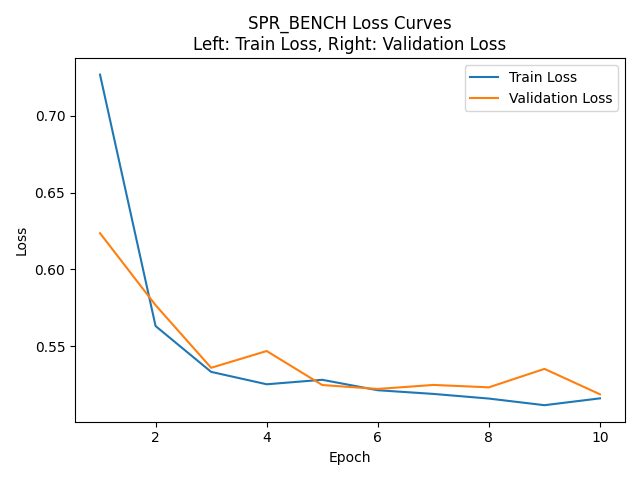 SPR_BENCH Loss Curves
Left: Train Loss, Right: Validation Loss
Train Loss
Validation Loss
0.70
0.65
0.60
0.55
Loss
2
4
6
8
10
Epoch